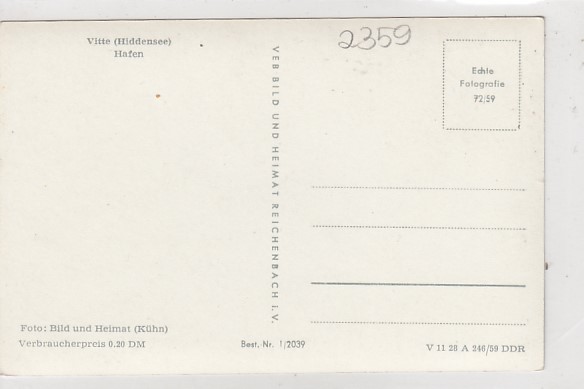 Vitte (Hiddensee)
Hafen
2359
Echte
Fotografie
72/59
VEB BILD UND HEIMAT REICHENBACH i.V.
Foto: Bild und Heimat (Kühn)
Verbraucherpreis 0.20 DM
Best. Nr. 1/2039
V 11 28 A 246/59 DDR